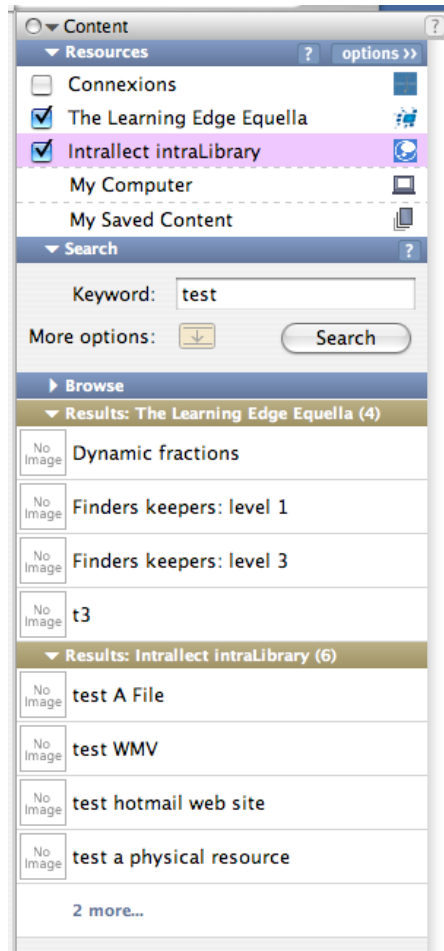 Content ?
Resources ? options >>
Connexions
The Learning Edge Equella
Intrallect intraLibrary
My Computer
My Saved Content
Search ?
Keyword: test
More options: Search
Browse
Results: The Learning Edge Equella (4)
No Image Dynamic fractions
No Image Finders keepers: level 1
No Image Finders keepers: level 3
No Image t3
Results: Intrallect intraLibrary (6)
No Image test A File
No Image test WMV
No Image test hotmail web site
No Image test a physical resource
2 more...